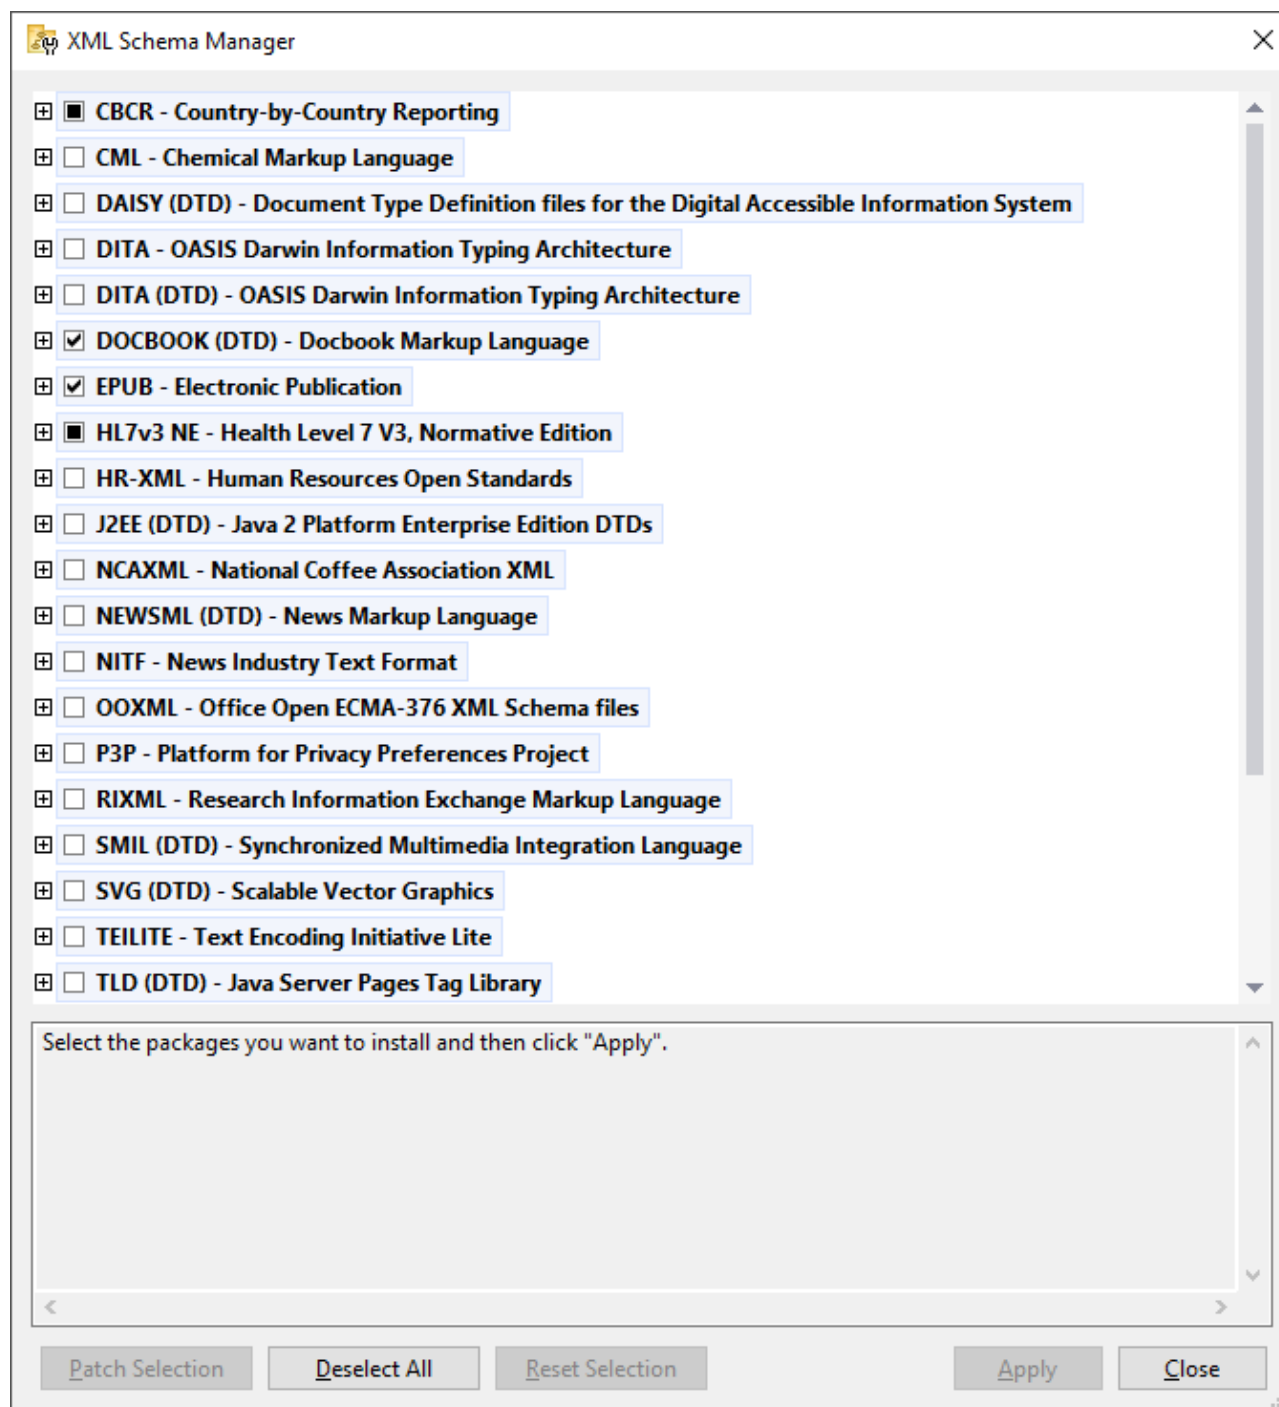 XML Schema Manager
CBCR - Country-by-Country Reporting
CML - Chemical Markup Language
DAISY (DTD) - Document Type Definition files for the Digital Accessible Information System
DITA - OASIS Darwin Information Typing Architecture
DITA (DTD) - OASIS Darwin Information Typing Architecture
DOCBOOK (DTD) - Docbook Markup Language
EPUB - Electronic Publication
HL7v3 NE - Health Level 7 V3, Normative Edition
HR-XML - Human Resources Open Standards
J2EE (DTD) - Java 2 Platform Enterprise Edition DTDs
NCAXML - National Coffee Association XML
NEWSML (DTD) - News Markup Language
NITF - News Industry Text Format
OOXML - Office Open ECMA-376 XML Schema files
P3P - Platform for Privacy Preferences Project
RIXML - Research Information Exchange Markup Language
SMIL (DTD) - Synchronized Multimedia Integration Language
SVG (DTD) - Scalable Vector Graphics
TEILITE - Text Encoding Initiative Lite
TLD (DTD) - Java Server Pages Tag Library
Select the packages you want to install and then click "Apply".
Patch Selection Deselect All Reset Selection Apply Close